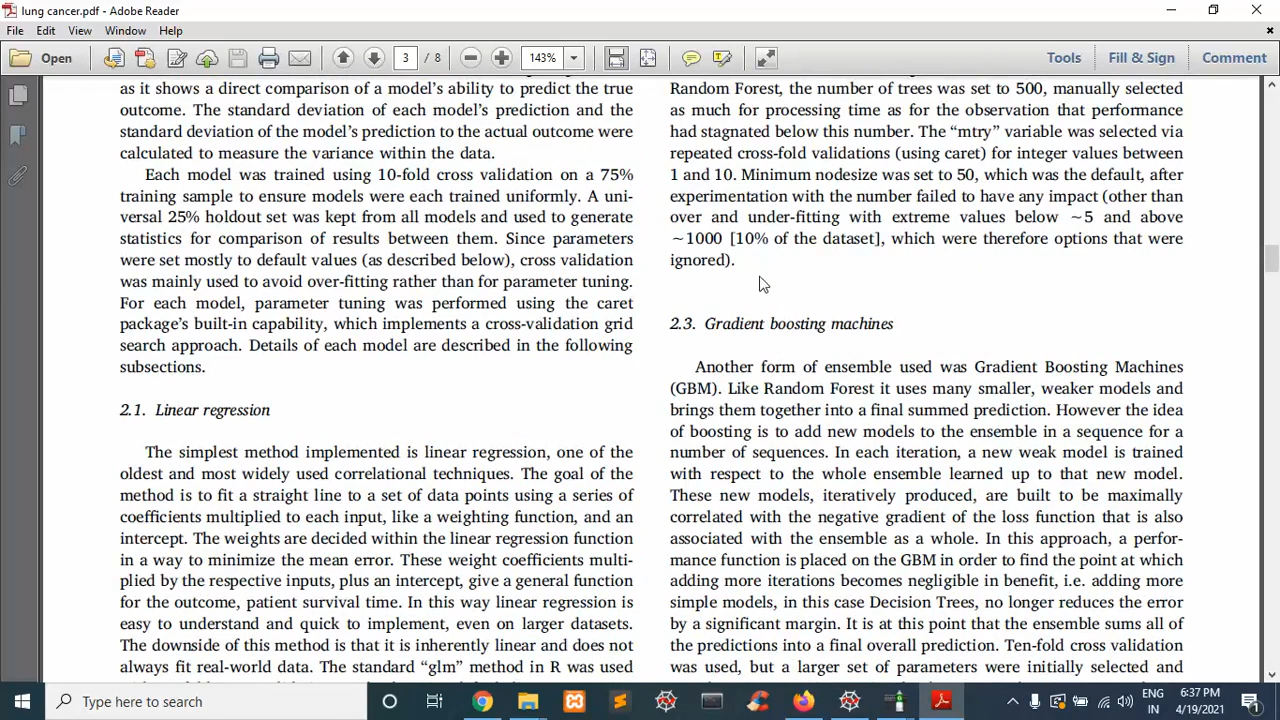 lung cancer.pdf - Adobe Reader
File Edit View Window Help
Open 3 / 8 143% Tools Fill & Sign Comment
as it shows a direct comparison of a model's ability to predict the true
outcome. The standard deviation of each model's prediction and the
standard deviation of the model's prediction to the actual outcome were
calculated to measure the variance within the data.
Each model was trained using 10-fold cross validation on a 75%
training sample to ensure models were each trained uniformly. A uni-
versal 25% holdout set was kept from all models and used to generate
statistics for comparison of results between them. Since parameters
were set mostly to default values (as described below), cross validation
was mainly used to avoid over-fitting rather than for parameter tuning.
For each model, parameter tuning was performed using the caret
package's built-in capability, which implements a cross-validation grid
search approach. Details of each model are described in the following
subsections.
2.1. Linear regression
The simplest method implemented is linear regression, one of the
oldest and most widely used correlational techniques. The goal of the
method is to fit a straight line to a set of data points using a series of
coefficients multiplied to each input, like a weighting function, and an
intercept. The weights are decided within the linear regression function
in a way to minimize the mean error. These weight coefficients multi-
plied by the respective inputs, plus an intercept, give a general function
for the outcome, patient survival time. In this way linear regression is
easy to understand and quick to implement, even on larger datasets.
The downside of this method is that it is inherently linear and does not
always fit real-world data. The standard "glm" method in R was used
Random Forest, the number of trees was set to 500, manually selected
as much for processing time as for the observation that performance
had stagnated below this number. The "mtry" variable was selected via
repeated cross-fold validations (using caret) for integer values between
1 and 10. Minimum nodesize was set to 50, which was the default, after
experimentation with the number failed to have any impact (other than
over and under-fitting with extreme values below ~5 and above
~1000 [10% of the dataset], which were therefore options that were
ignored).
2.3. Gradient boosting machines
Another form of ensemble used was Gradient Boosting Machines
(GBM). Like Random Forest it uses many smaller, weaker models and
brings them together into a final summed prediction. However the idea
of boosting is to add new models to the ensemble in a sequence for a
number of sequences. In each iteration, a new weak model is trained
with respect to the whole ensemble learned up to that new model.
These new models, iteratively produced, are built to be maximally
correlated with the negative gradient of the loss function that is also
associated with the ensemble as a whole. In this approach, a perfor-
mance function is placed on the GBM in order to find the point at which
adding more iterations becomes negligible in benefit, i.e. adding more
simple models, in this case Decision Trees, no longer reduces the error
by a significant margin. It is at this point that the ensemble sums all of
the predictions into a final overall prediction. Ten-fold cross validation
was used, but a larger set of parameters were initially selected and
Type here to search
ENG
IN
6:37 PM
4/19/2021
1